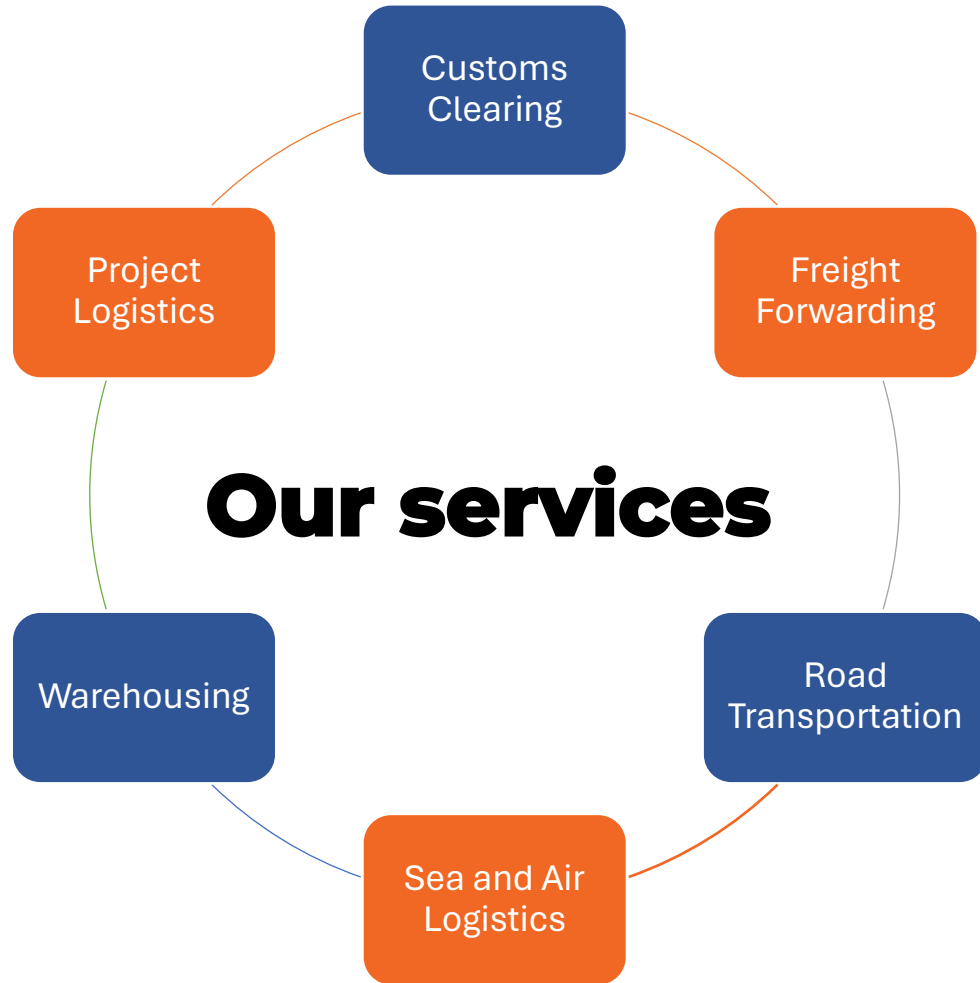 Customs
Clearing
Project
Logistics
Freight
Forwarding
Our services
Warehousing
Road
Transportation
Sea and Air
Logistics